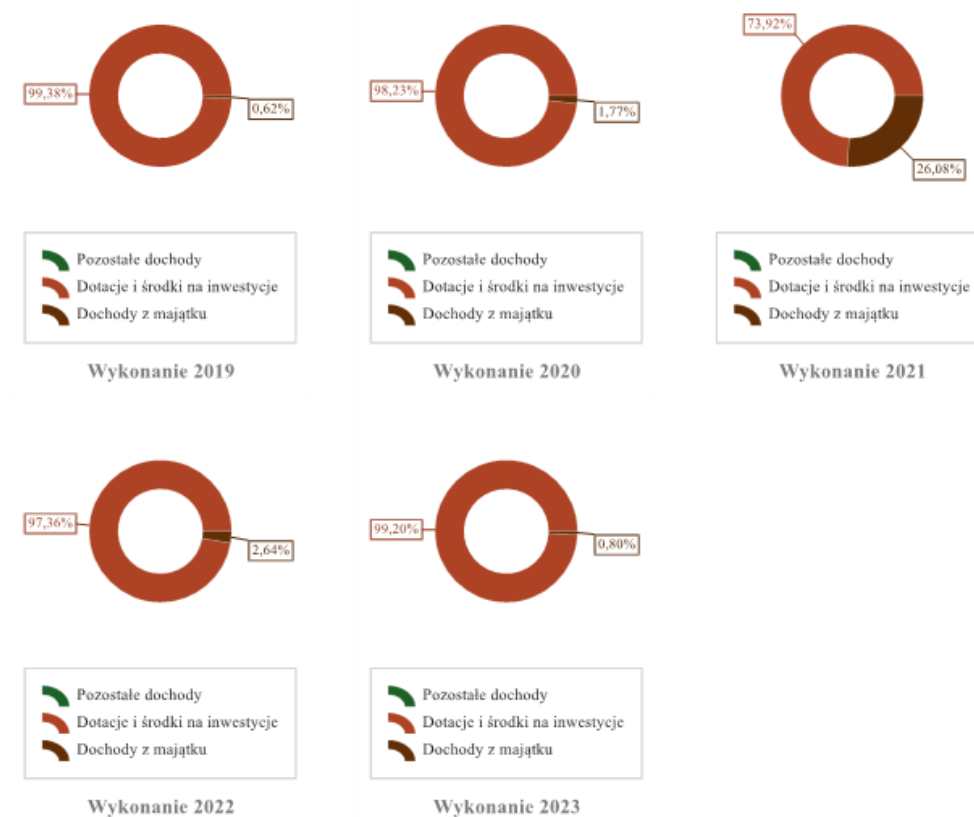 99,38%
0,62%
Pozostałe dochody
Dotacje i środki na inwestycje
Dochody z majątku
Wykonanie 2019
98,23%
1,77%
Pozostałe dochody
Dotacje i środki na inwestycje
Dochody z majątku
Wykonanie 2020
73,92%
26,08%
Pozostałe dochody
Dotacje i środki na inwestycje
Dochody z majątku
Wykonanie 2021
97,36%
2,64%
Pozostałe dochody
Dotacje i środki na inwestycje
Dochody z majątku
Wykonanie 2022
99,20%
0,80%
Pozostałe dochody
Dotacje i środki na inwestycje
Dochody z majątku
Wykonanie 2023